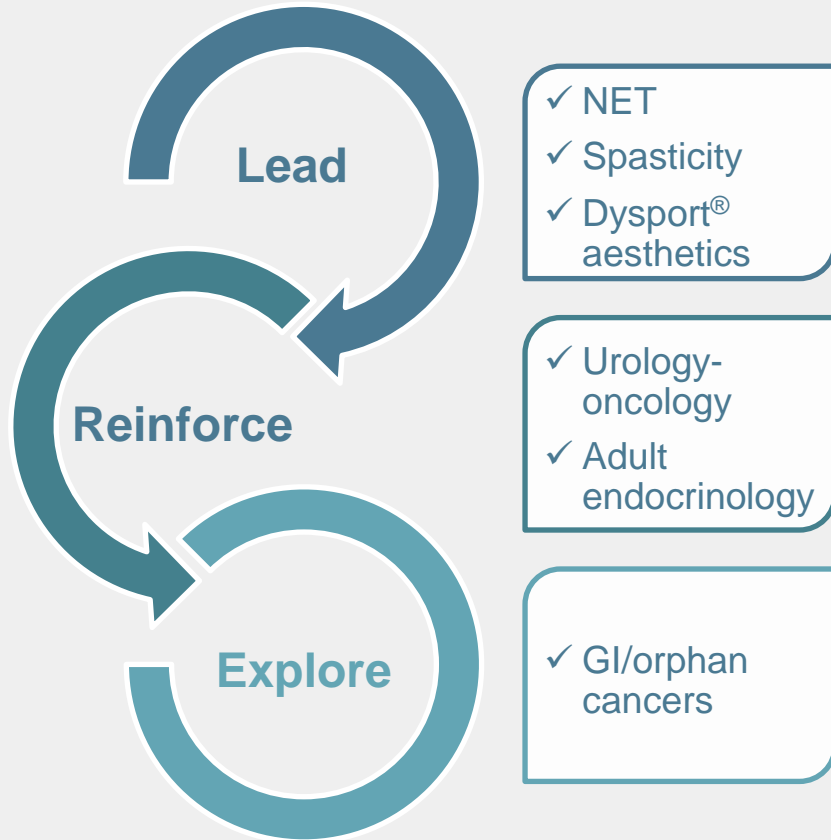 Lead
✓ NET
✓ Spasticity
✓ Dysport®
aesthetics
Reinforce
✓ Urology-
oncology
✓ Adult
endocrinology
Explore
✓ GI/orphan
cancers